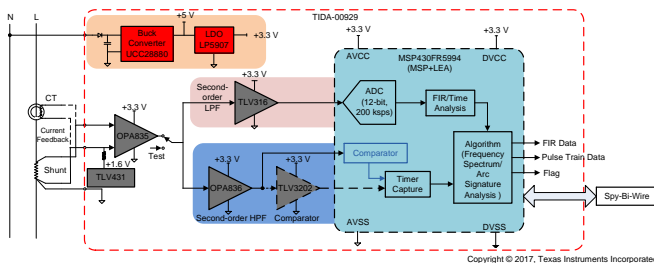 TIDA-00929
N
L
Buck
Converter
UCC28880
+5 V
LDO
LP5907
+3.3 V
+3.3 V
+3.3 V
AVCC
MSP430FR5994
(MSP+LEA)
DVCC
CT
Current
Feedback
Shunt
+3.3 V
OPA835
Test
+1.6 V
TLV431
Second-
order
LPF
+3.3 V
TLV316
ADC
(12-bit,
200 ksps)
FIR/Time
Analysis
+3.3 V
OPA836
Second-order HPF
+3.3 V
TLV3202
Comparator
Comparator
Timer
Capture
Algorithm
(Frequency
Spectrum/
Arc
Signature
Analysis )
FIR Data
Pulse Train Data
Flag
Spy-Bi-Wire
AVSS
DVSS
Copyright © 2017, Texas Instruments Incorporated